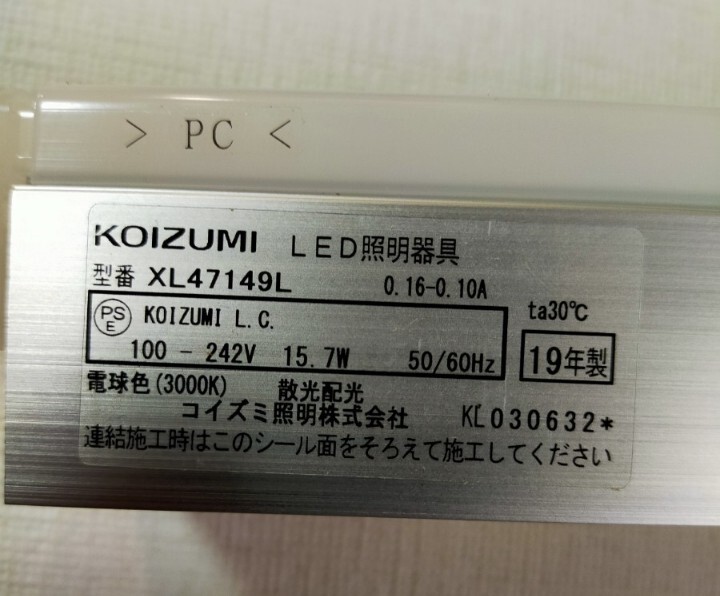 > PC <
KOIZUMI LED照明器具
型番 XL47149L 0.16-0.10A
PS E KOIZUMI L.C. ta30℃
100 - 242V 15.7W 50/60Hz 19年製
電球色(3000K) 散光配光
コイズミ照明株式会社 KL030632*
連結施工時はこのシール面をそろえて施工してください